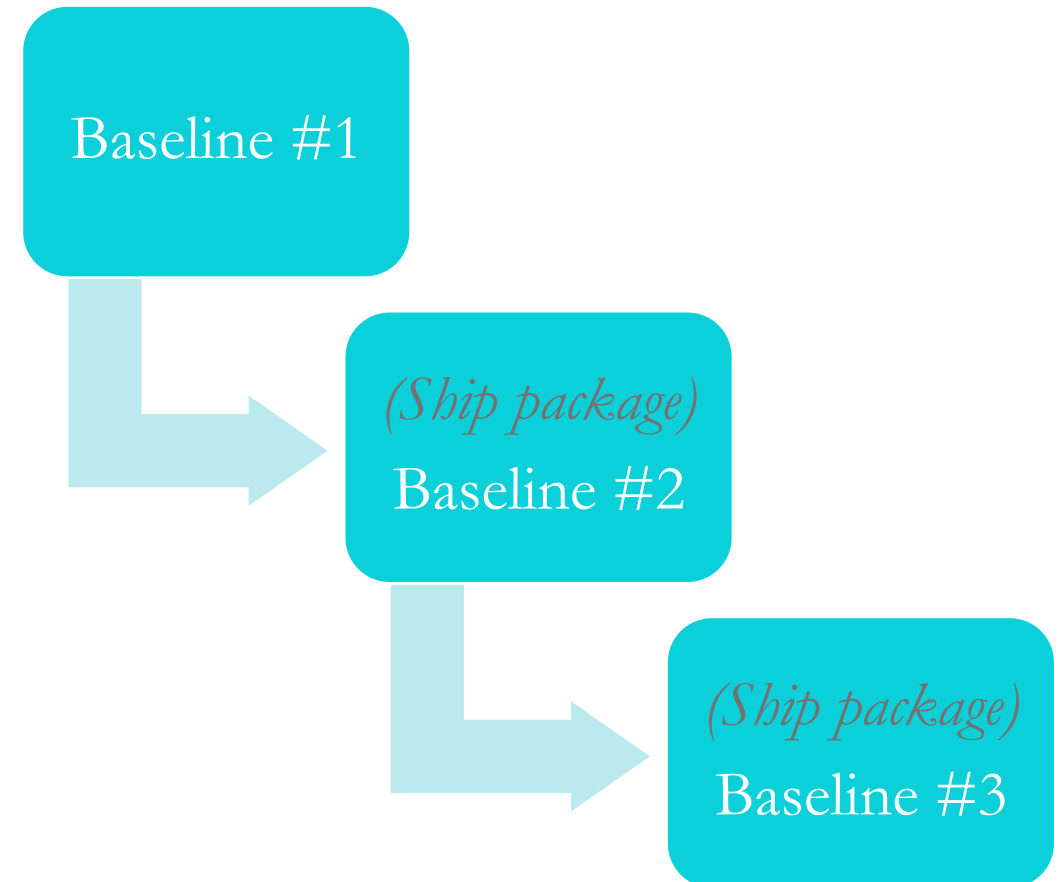 Baseline #1
(Ship package)
Baseline #2
(Ship package)
Baseline #3